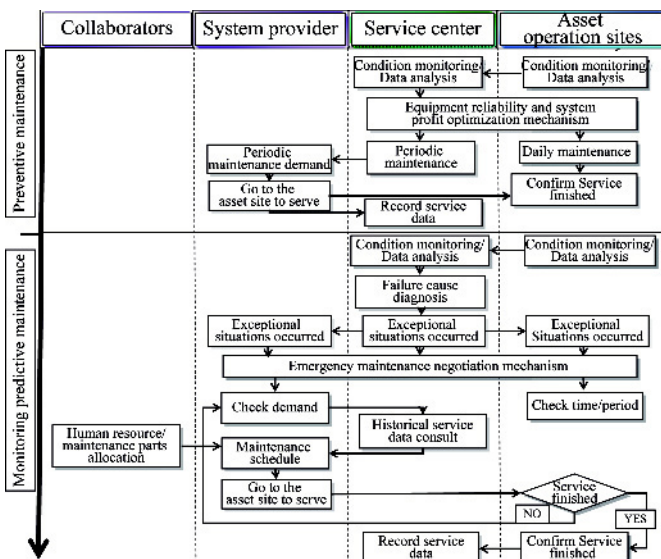 Collaborators
System provider
Service center
Asset
operation sites
Preventive maintenance
Condition monitoring/
Data analysis
Condition monitoring/
Data analysis
Equipment reliability and system
profit optimization mechanism
Periodic
maintenance demand
Periodic
maintenance
Daily maintenance
Go to the
asset site to serve
Record service
data
Confirm Service
finished
Monitoring predictive maintenance
Condition monitoring/
Data analysis
Condition monitoring/
Data analysis
Failure cause
diagnosis
Exceptional
situations occurred
Exceptional
situations occurred
Exceptional
Situations occurred
Emergency maintenance negotiation mechanism
Check demand
Check time/period
Human resource/
maintenance parts
allocation
Historical service
data consult
Maintenance
schedule
Go to the
asset site to serve
Service
finished
NO
YES
Record service
data
Confirm Service
finished